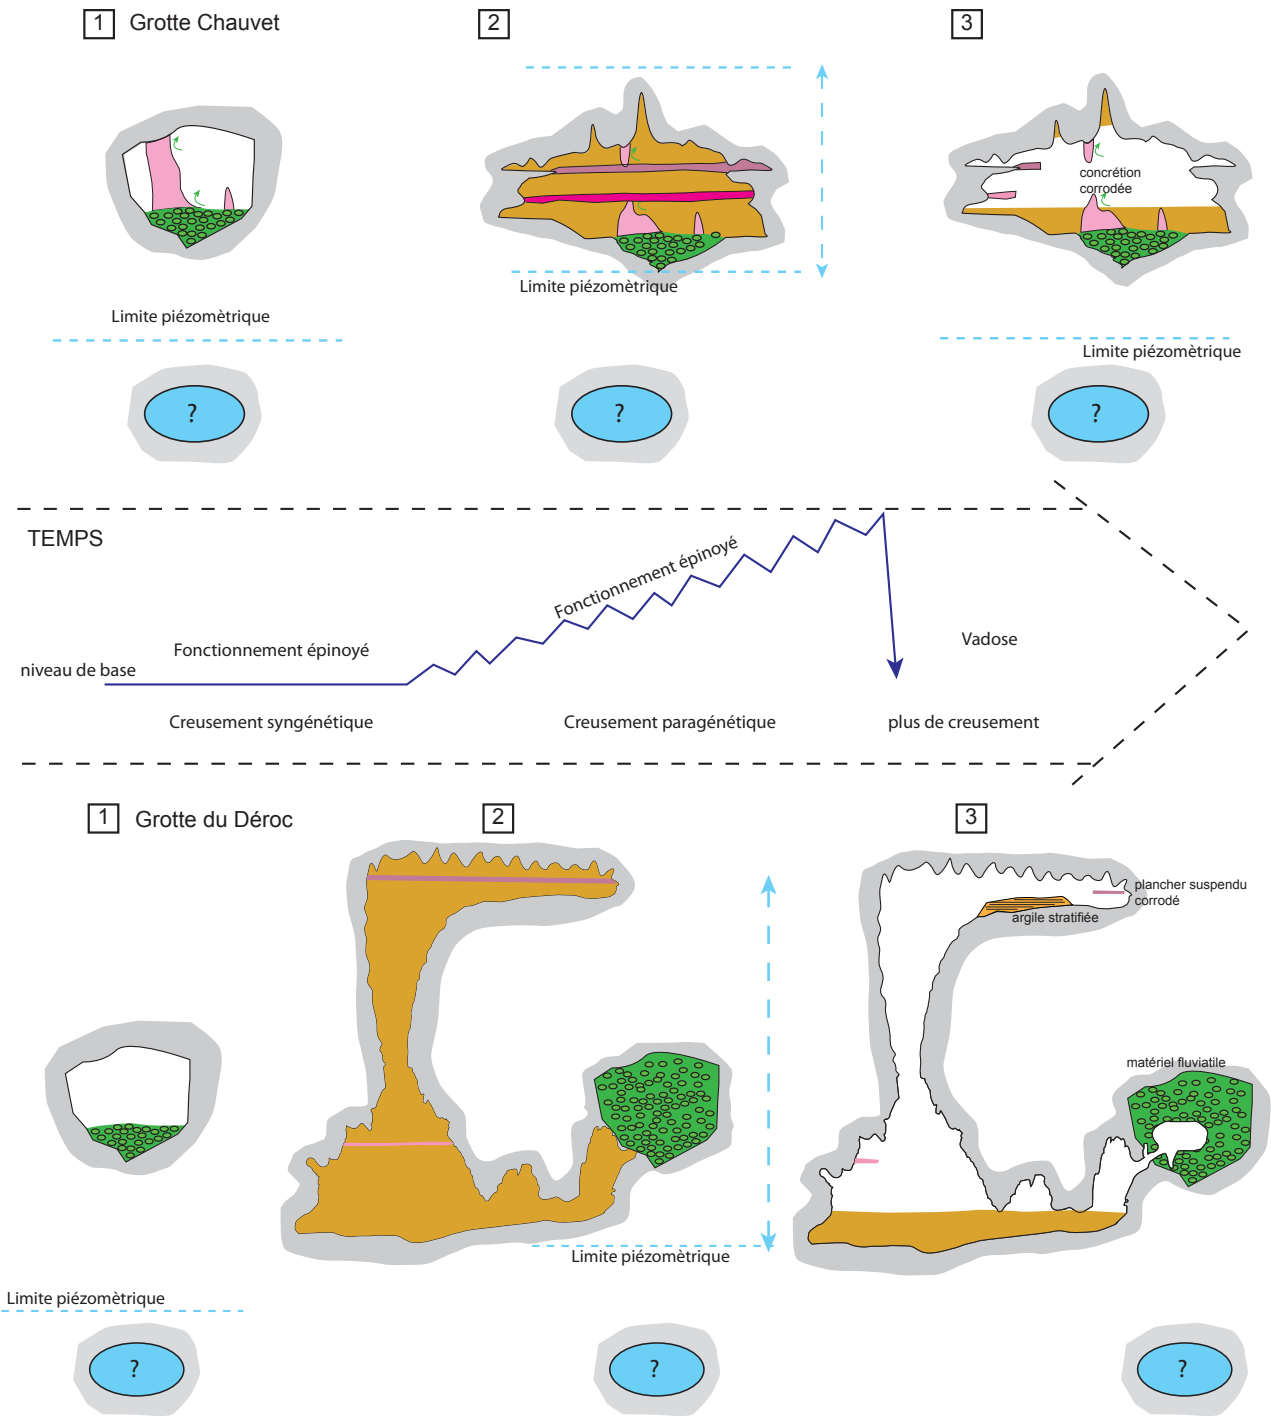 1 Grotte Chauvet
2
3
concrétion
corrodée
Limite piézomètrique
Limite piézomètrique
Limite piézomètrique
?
?
?
TEMPS
Fonctionnement épinoyé
Fonctionnement épinoyé
Vadose
niveau de base
Creusement syngénétique
Creusement paragénétique
plus de creusement
1 Grotte du Déroc
2
3
plancher suspendu
corrodé
argile stratifiée
matériel fluviatile
Limite piézomètrique
Limite piézomètrique
?
?
?